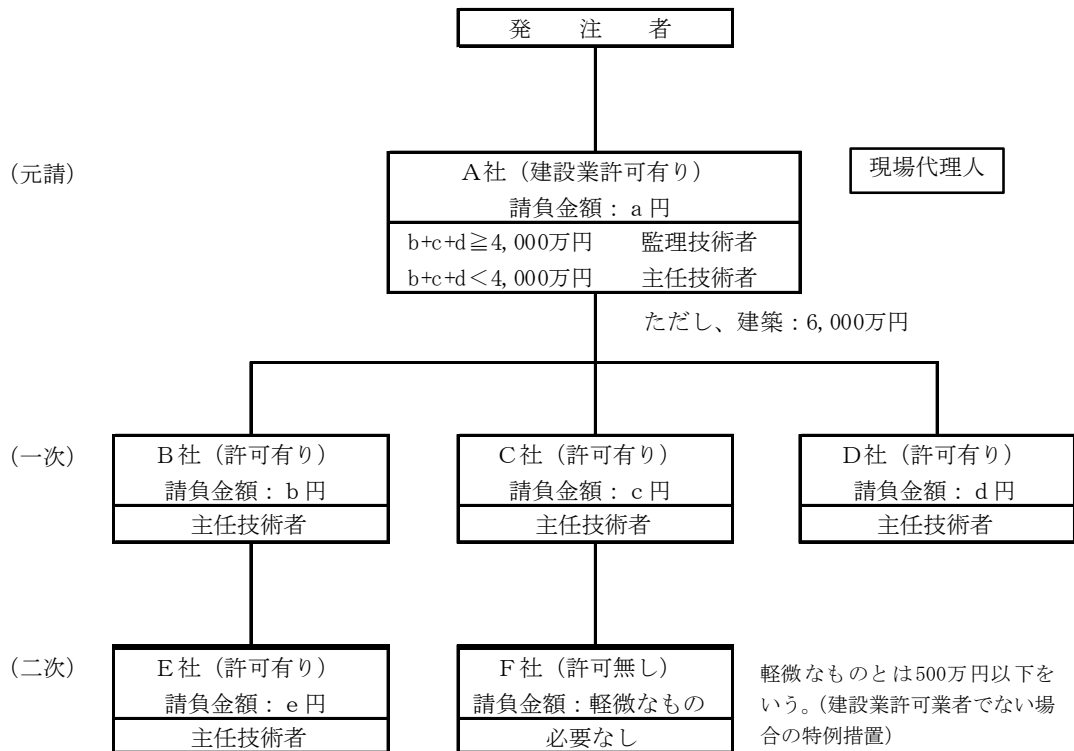 発　注　者
(元請)
A社（建設業許可有り）
請負金額：a円
現場代理人
b+c+d≧4,000万円　監理技術者
b+c+d＜4,000万円　主任技術者
ただし、建築：6,000万円
(一次)
B社（許可有り）
請負金額：b円
主任技術者
C社（許可有り）
請負金額：c円
主任技術者
D社（許可有り）
請負金額：d円
主任技術者
(二次)
E社（許可有り）
請負金額：e円
主任技術者
F社（許可無し）
請負金額：軽微なもの
必要なし
軽微なものとは500万円以下を
いう。（建設業許可業者でない場
合の特例措置）